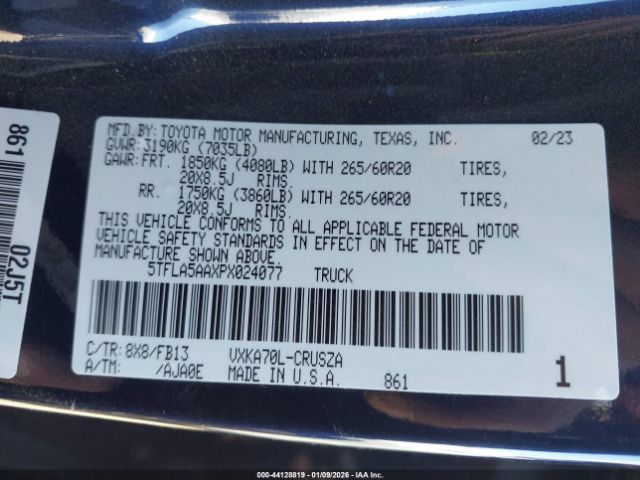 MFD.BY:TOYOTA MOTOR MANUFACTURING, TEXAS, INC. 02/23
GVWR:3190KG (7035LB)
GAWR:FRT. 1850KG (4080LB) WITH 265/60R20 TIRES,
20X8.5J RIMS.
RR. 1750KG (3860LB) WITH 265/60R20 TIRES,
20X8.5J RIMS.
THIS VEHICLE CONFORMS TO ALL APPLICABLE FEDERAL MOTOR
VEHICLE SAFETY STANDARDS IN EFFECT ON THE DATE OF
MANUFACTURE SHOWN ABOVE.
5TFLA5AAXPX024077 TRUCK
C/TR:8X8/FB13 VXKA70L-CRUSZA
A/TM: /AJA0E MADE IN U.S.A. 861 1
861 02J5T
000-44128819 | 01/09/2026 - IAA Inc.